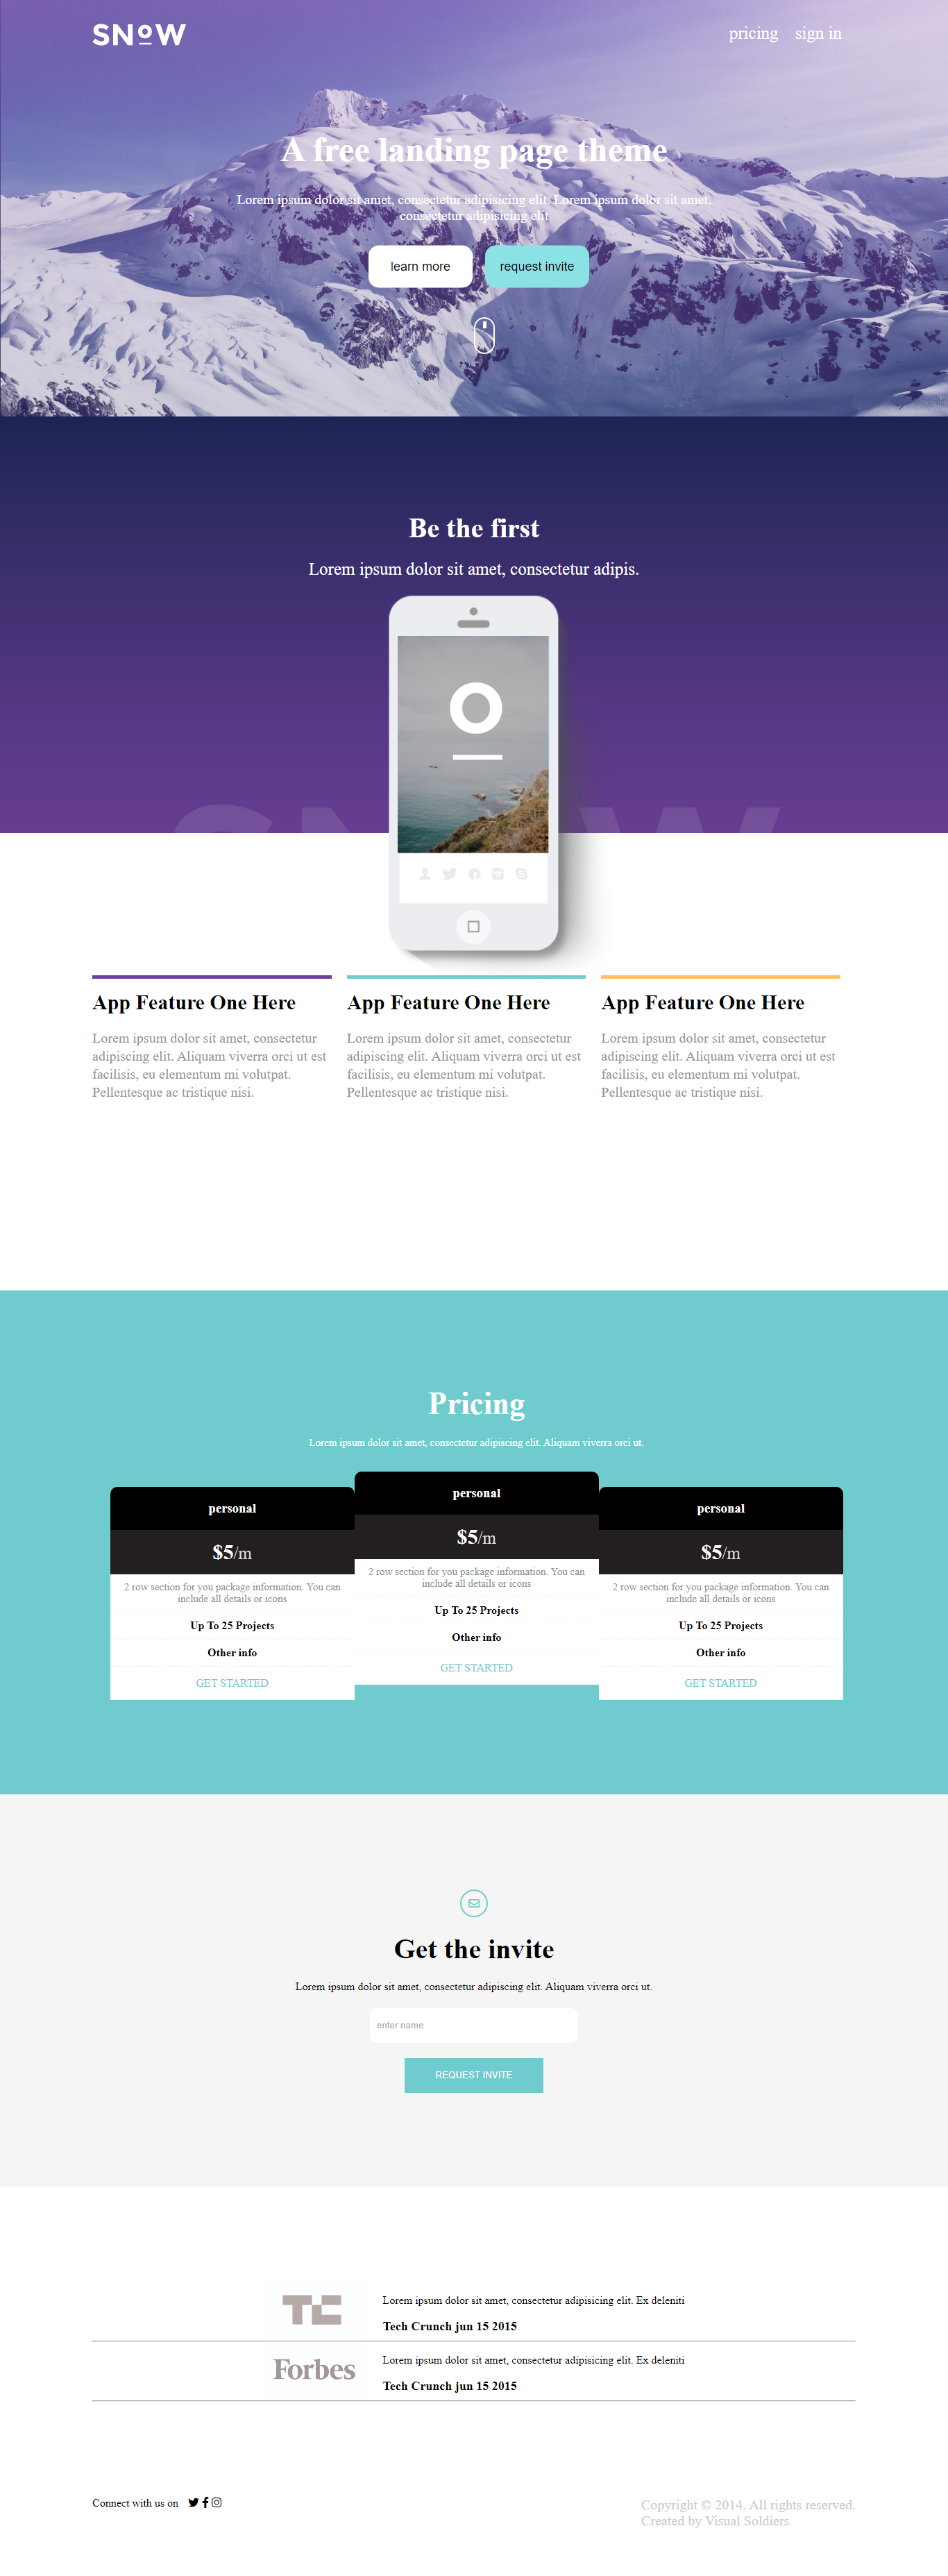 SNOW
pricing sign in
A free landing page theme
Lorem ipsum dolor sit amet, consectetur adipisicing elit. Lorem ipsum dolor sit amet,
consectetur adipisicing elit
learn more
request invite
Be the first
Lorem ipsum dolor sit amet, consectetur adipis.
SNOW
App Feature One Here
Lorem ipsum dolor sit amet, consectetur
adipiscing elit. Aliquam viverra orci ut est
facilisis, eu elementum mi volutpat.
Pellentesque ac tristique nisi.
App Feature One Here
Lorem ipsum dolor sit amet, consectetur
adipiscing elit. Aliquam viverra orci ut est
facilisis, eu elementum mi volutpat.
Pellentesque ac tristique nisi.
App Feature One Here
Lorem ipsum dolor sit amet, consectetur
adipiscing elit. Aliquam viverra orci ut est
facilisis, eu elementum mi volutpat.
Pellentesque ac tristique nisi.
Pricing
Lorem ipsum dolor sit amet, consectetur adipiscing elit. Aliquam viverra orci ut.
personal
$5/m
2 row section for you package information. You can
include all details or icons
Up To 25 Projects
Other info
GET STARTED
personal
$5/m
2 row section for you package information. You can
include all details or icons
Up To 25 Projects
Other info
GET STARTED
personal
$5/m
2 row section for you package information. You can
include all details or icons
Up To 25 Projects
Other info
GET STARTED
Get the invite
Lorem ipsum dolor sit amet, consectetur adipiscing elit. Aliquam viverra orci ut.
enter name
REQUEST INVITE
TC
Lorem ipsum dolor sit amet, consectetur adipisicing elit. Ex deleniti
Tech Crunch jun 15 2015
Forbes
Lorem ipsum dolor sit amet, consectetur adipisicing elit. Ex deleniti
Tech Crunch jun 15 2015
Connect with us on
Copyright © 2014. All rights reserved.
Created by Visual Soldiers